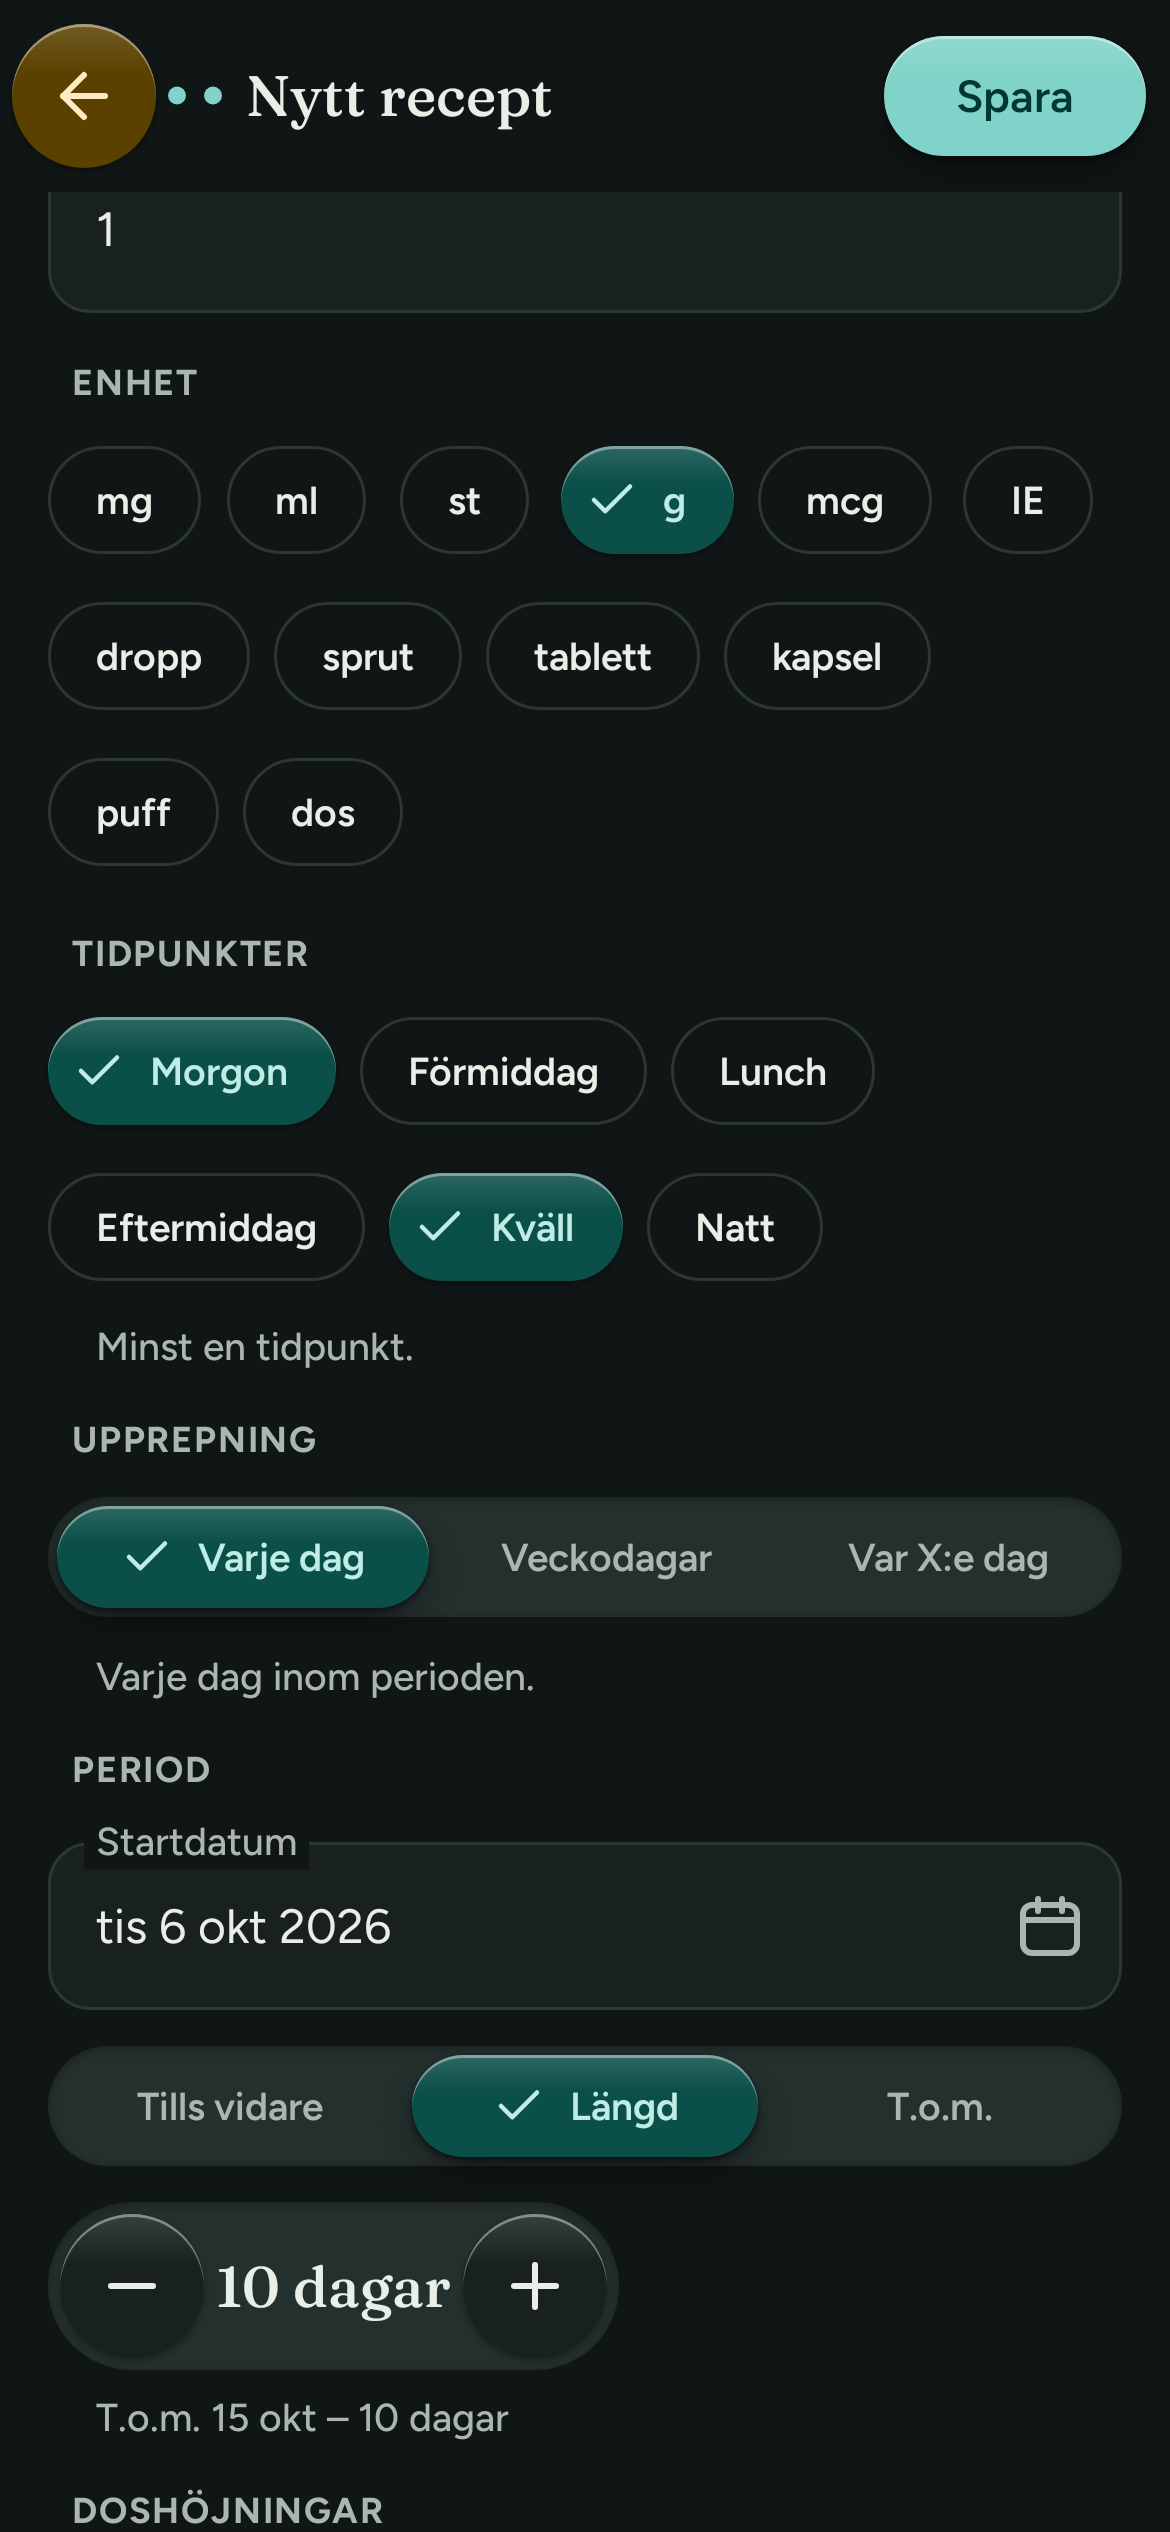 Nytt recept
Spara
1
ENHET
mg ml st g mcg IE
dropp sprut tablett kapsel
puff dos
TIDPUNKTER
Morgon Förmiddag Lunch
Eftermiddag Kväll Natt
Minst en tidpunkt.
UPPREPNING
Varje dag Veckodagar Var X:e dag
Varje dag inom perioden.
PERIOD
Startdatum
tis 6 okt 2026
Tills vidare Längd T.o.m.
10 dagar
T.o.m. 15 okt – 10 dagar
DOSHÖJNINGAR